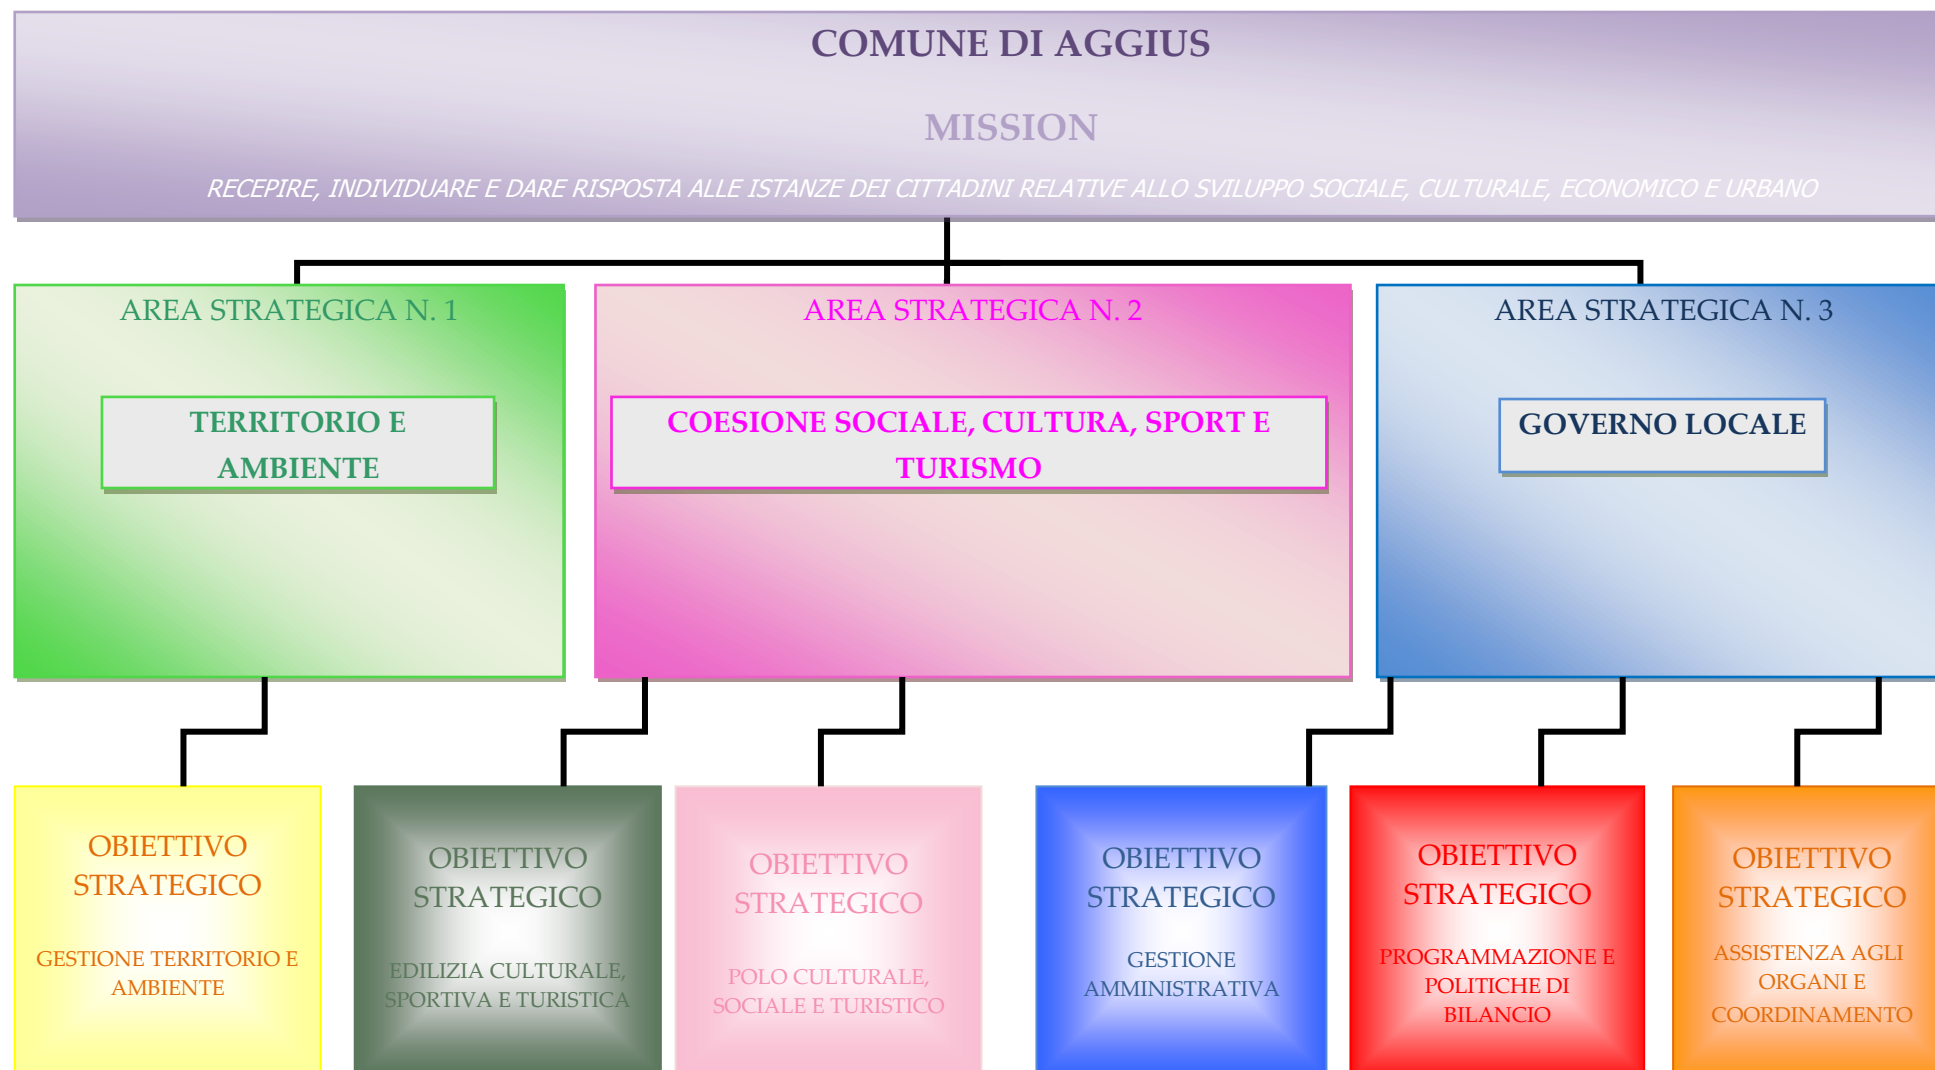 COMUNE DI AGGIUS
MISSION
RECEPIRE, INDIVIDUARE E DARE RISPOSTA ALLE ISTANZE DEI CITTADINI RELATIVE ALLO SVILUPPO SOCIALE, CULTURALE, ECONOMICO E URBANO
AREA STRATEGICA N. 1
TERRITORIO E
AMBIENTE
AREA STRATEGICA N. 2
COESIONE SOCIALE, CULTURA, SPORT E
TURISMO
AREA STRATEGICA N. 3
GOVERNO LOCALE
OBIETTIVO
STRATEGICO
GESTIONE TERRITORIO E
AMBIENTE
OBIETTIVO
STRATEGICO
EDILIZIA CULTURALE,
SPORTIVA E TURISTICA
OBIETTIVO
STRATEGICO
POLO CULTURALE,
SOCIALE E TURISTICO
OBIETTIVO
STRATEGICO
GESTIONE
AMMINISTRATIVA
OBIETTIVO
STRATEGICO
PROGRAMMAZIONE E
POLITICHE DI
BILANCIO
OBIETTIVO
STRATEGICO
ASSISTENZA AGLI
ORGANI E
COORDINAMENTO